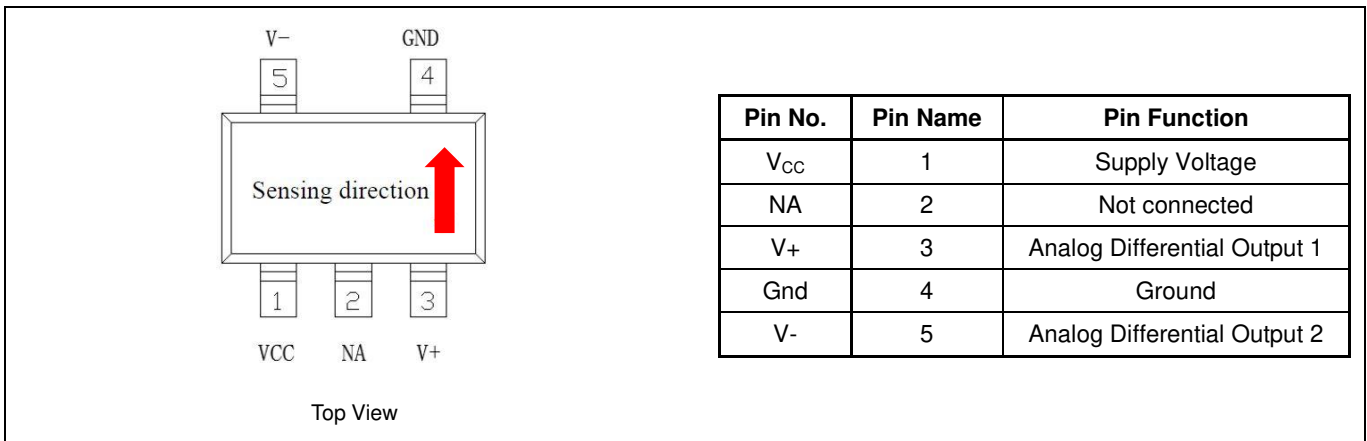 V-    GND
5    4
Sensing direction
1    2    3
VCC    NA    V+
Top View
Pin No.    Pin Name    Pin Function
V_CC    1    Supply Voltage
NA    2    Not connected
V+    3    Analog Differential Output 1
Gnd    4    Ground
V-    5    Analog Differential Output 2